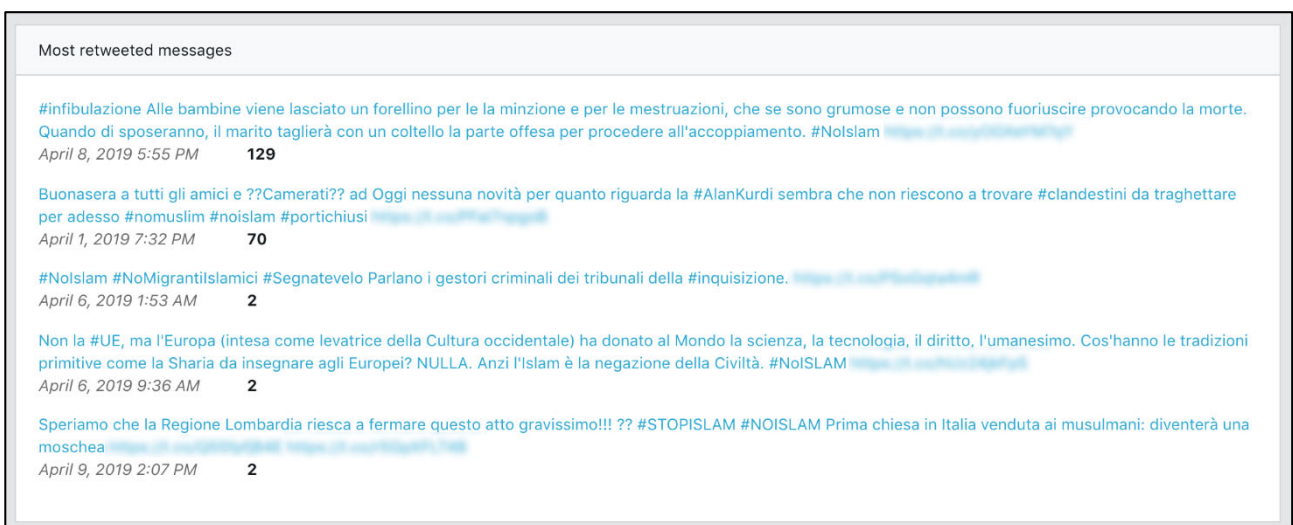 Most retweeted messages
#infibulazione Alle bambine viene lasciato un forellino per le la minzione e per le mestruazioni, che se sono grumose e non possono fuoriuscire provocando la morte.
Quando di sposeranno, il marito taglierà con un coltello la parte offesa per procedere all'accoppiamento. #NoIslam
April 8, 2019 5:55 PM 129
Buonasera a tutti gli amici e ??Camerati?? ad Oggi nessuna novità per quanto riguarda la #AlanKurdi sembra che non riescono a trovare #clandestini da traghettare
per adesso #nomuslim #noislam #portichiusi
April 1, 2019 7:32 PM 70
#NoIslam #NoMigrantiIslamici #Segnatevelo Parlano i gestori criminali dei tribunali della #inquisizione.
April 6, 2019 1:53 AM 2
Non la #UE, ma l'Europa (intesa come levatrice della Cultura occidentale) ha donato al Mondo la scienza, la tecnologia, il diritto, l'umanesimo. Cos'hanno le tradizioni
primitive come la Sharia da insegnare agli Europei? NULLA. Anzi l'Islam è la negazione della Civiltà. #NoISLAM
April 6, 2019 9:36 AM 2
Speriamo che la Regione Lombardia riesca a fermare questo atto gravissimo!!! ?? #STOPISLAM #NOISLAM Prima chiesa in Italia venduta ai musulmani: diventerà una
moschea
April 9, 2019 2:07 PM 2